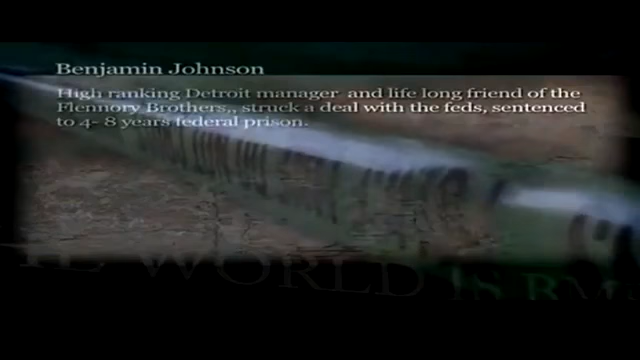 Benjamin Johnson
High ranking Detroit manager and life long friend of the
Flennory Brothers,, struck a deal with the feds, sentenced
to 4- 8 years federal prison.
WORLD IS